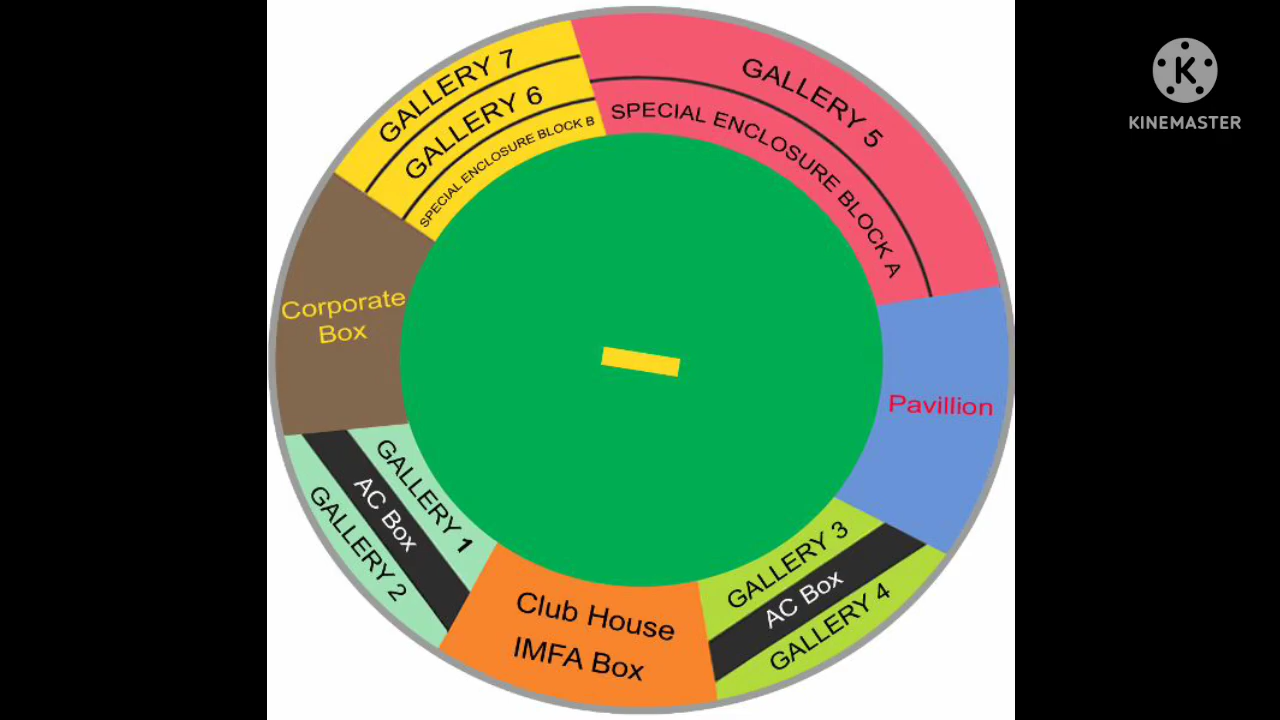 GALLERY 7
GALLERY 6
SPECIAL ENCLOSURE BLOCK B
GALLERY 5
SPECIAL ENCLOSURE BLOCK A
K
KINEMASTER
Corporate
Box
Pavillion
GALLERY 1
AC Box
GALLERY 2
Club House
IMFA Box
GALLERY 3
AC Box
GALLERY 4